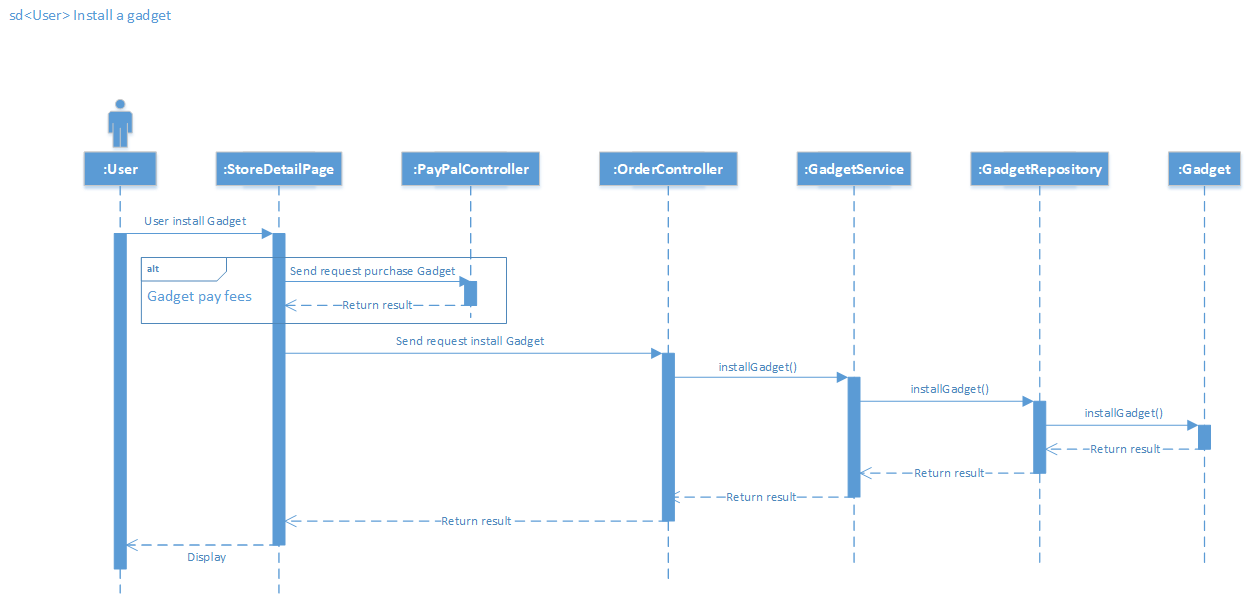 sd<User> Install a gadget
:User
:StoreDetailPage
:PayPalController
:OrderController
:GadgetService
:GadgetRepository
:Gadget
User install Gadget
alt
Send request purchase Gadget
Gadget pay fees
Return result
Send request install Gadget
installGadget()
installGadget()
installGadget()
Return result
Return result
Return result
Return result
Display